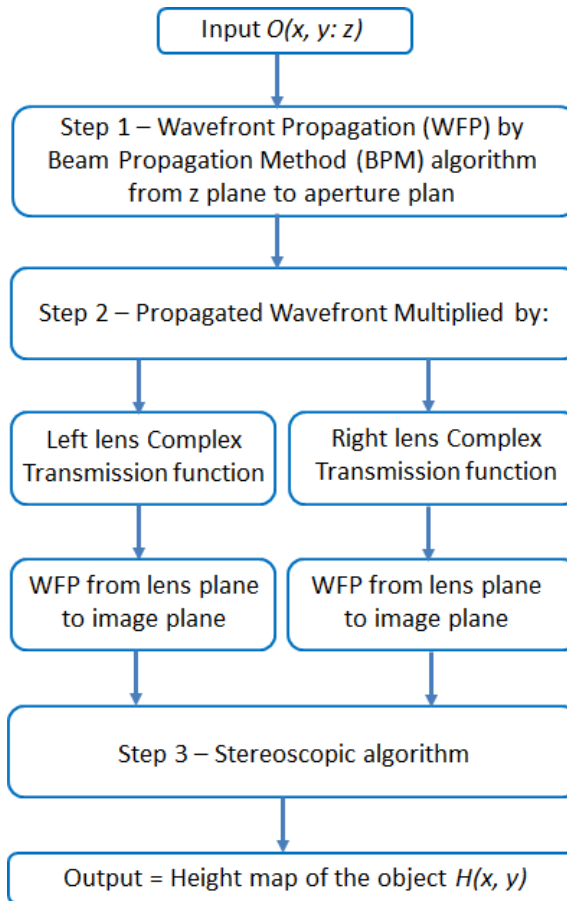 Input O(x, y: z)
Step 1 – Wavefront Propagation (WFP) by
Beam Propagation Method (BPM) algorithm
from z plane to aperture plan
Step 2 – Propagated Wavefront Multiplied by:
Left lens Complex
Transmission function
Right lens Complex
Transmission function
WFP from lens plane
to image plane
WFP from lens plane
to image plane
Step 3 – Stereoscopic algorithm
Output = Height map of the object H(x, y)